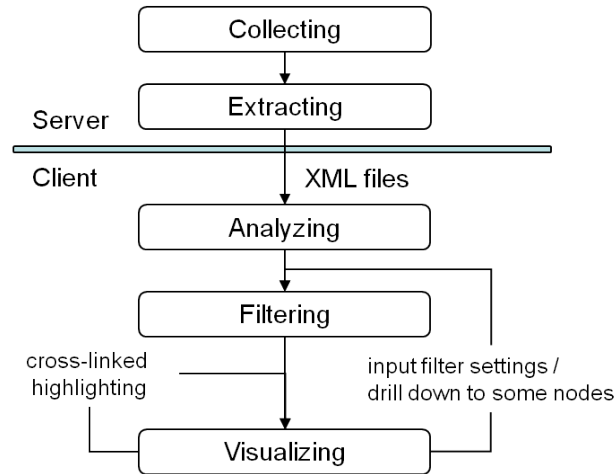 Collecting
Extracting
Server
Client
XML files
Analyzing
Filtering
cross-linked
highlighting
input filter settings /
drill down to some nodes
Visualizing